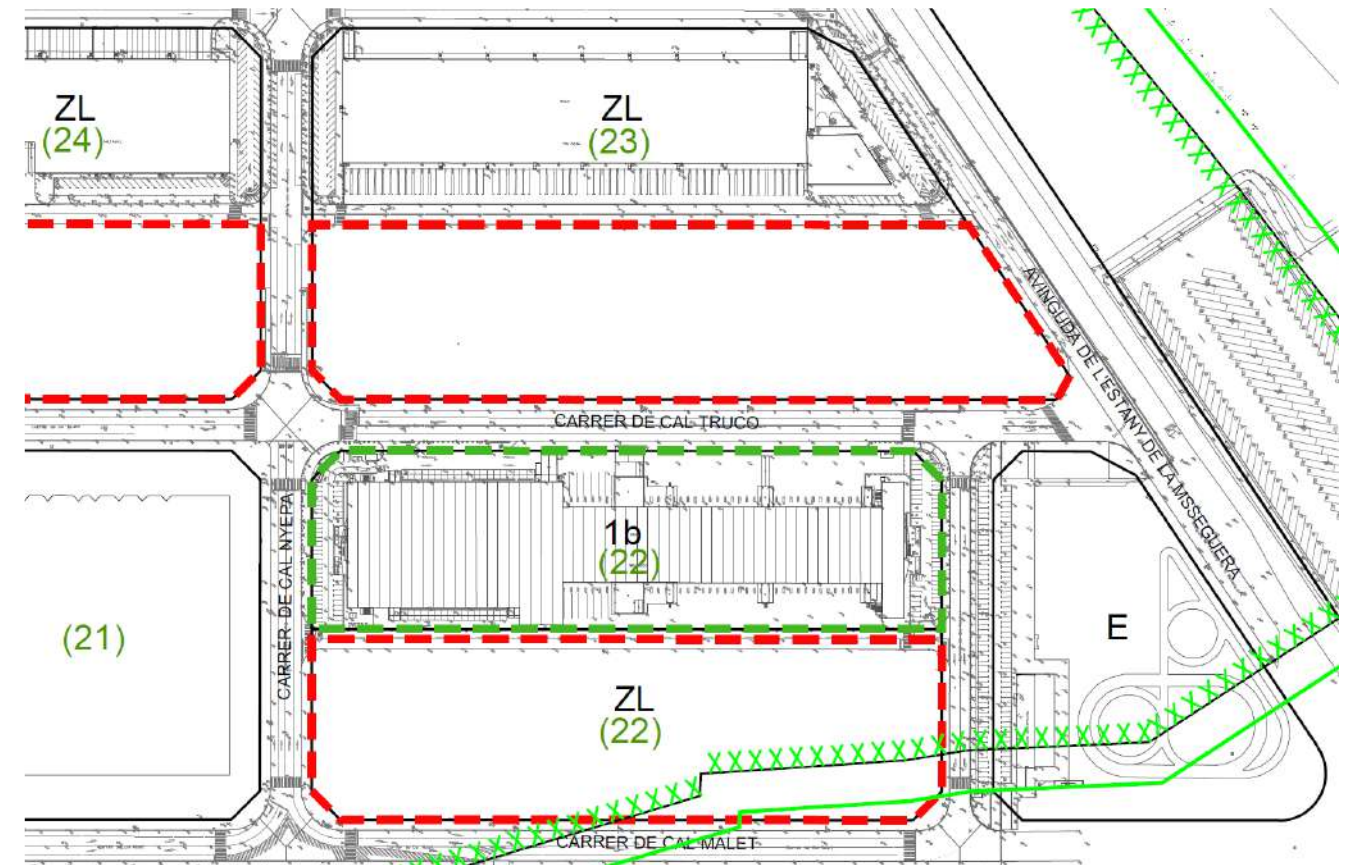 ZL
(24)
ZL
(23)
AVINGUDA DE L'ESTANY DE LA MSSEGUERA
CARRER DE CAL TRUCO
CARRER DE CAL NYEPA
1b
(22)
(21)
E
ZL
(22)
CARRER DE CAL MALET